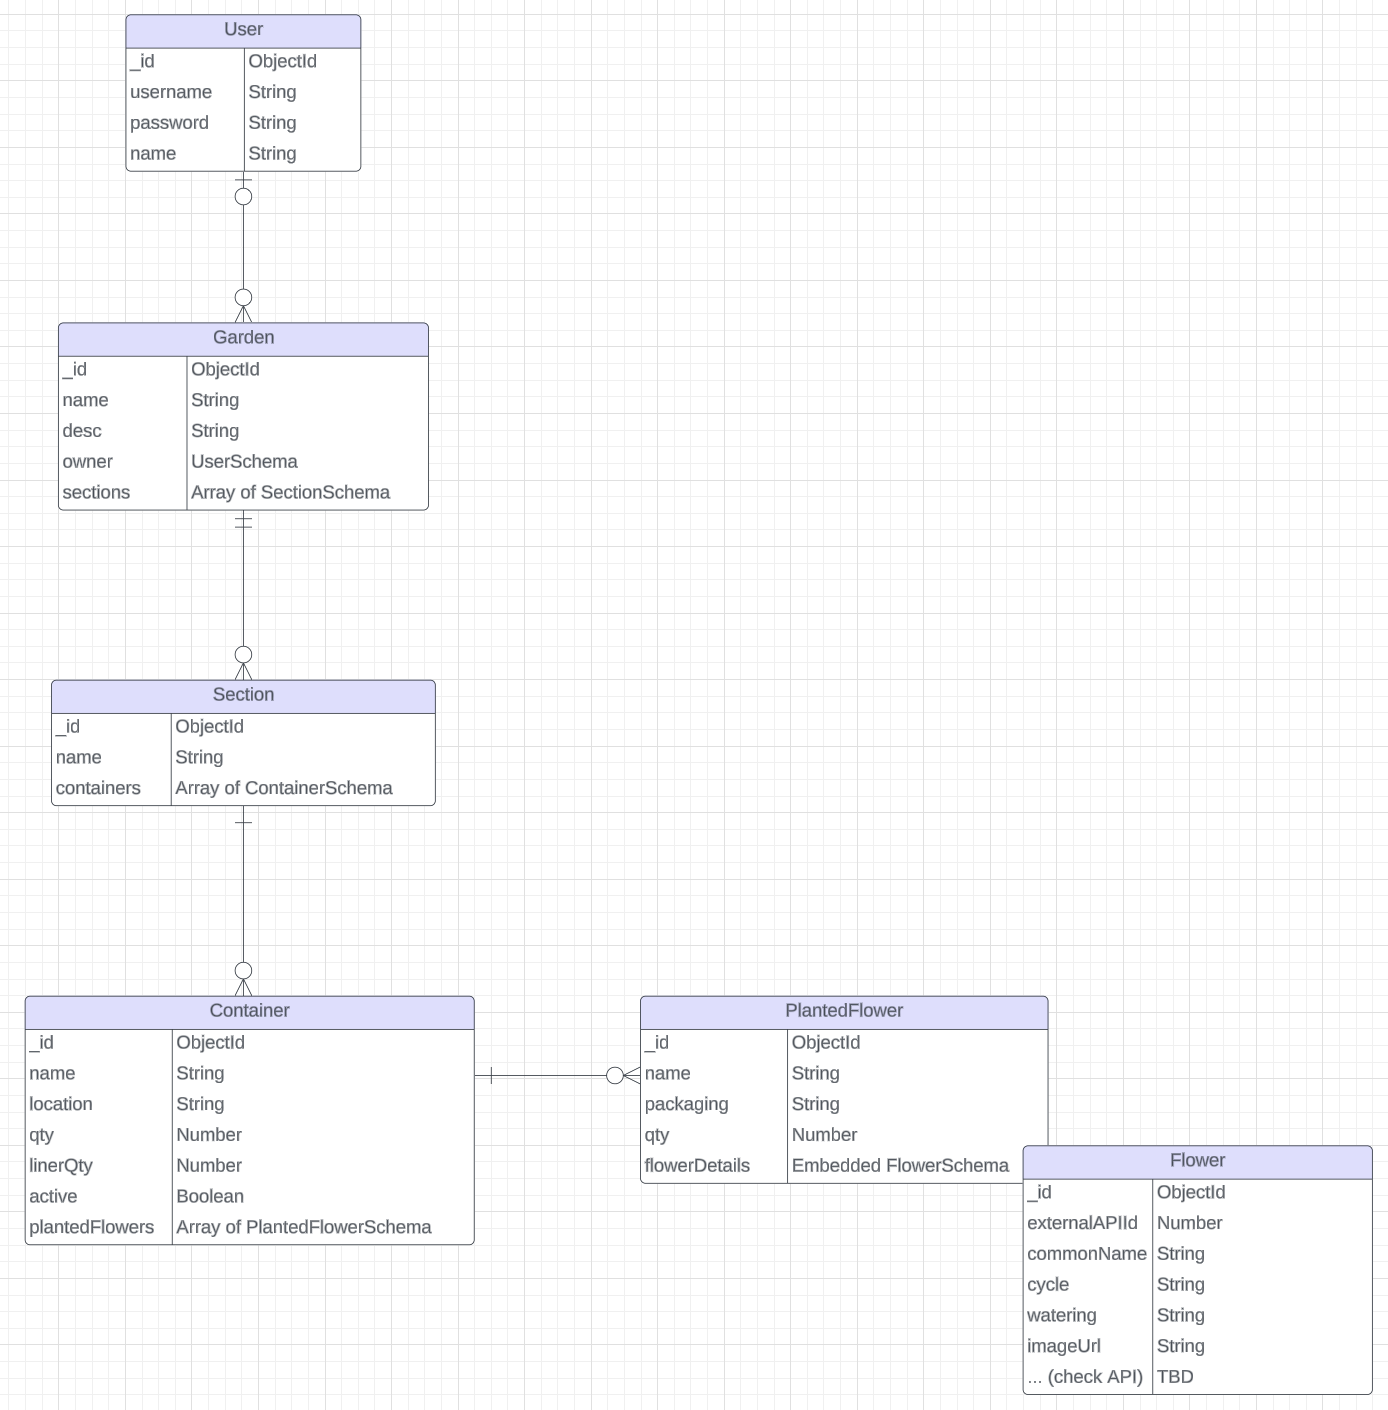 User
_id ObjectId
username String
password String
name String
Garden
_id ObjectId
name String
desc String
owner UserSchema
sections Array of SectionSchema
Section
_id ObjectId
name String
containers Array of ContainerSchema
Container
_id ObjectId
name String
location String
qty Number
linerQty Number
active Boolean
plantedFlowers Array of PlantedFlowerSchema
PlantedFlower
_id ObjectId
name String
packaging String
qty Number
flowerDetails Embedded FlowerSchema
Flower
_id ObjectId
externalAPIId Number
commonName String
cycle String
watering String
imageUrl String
... (check API) TBD